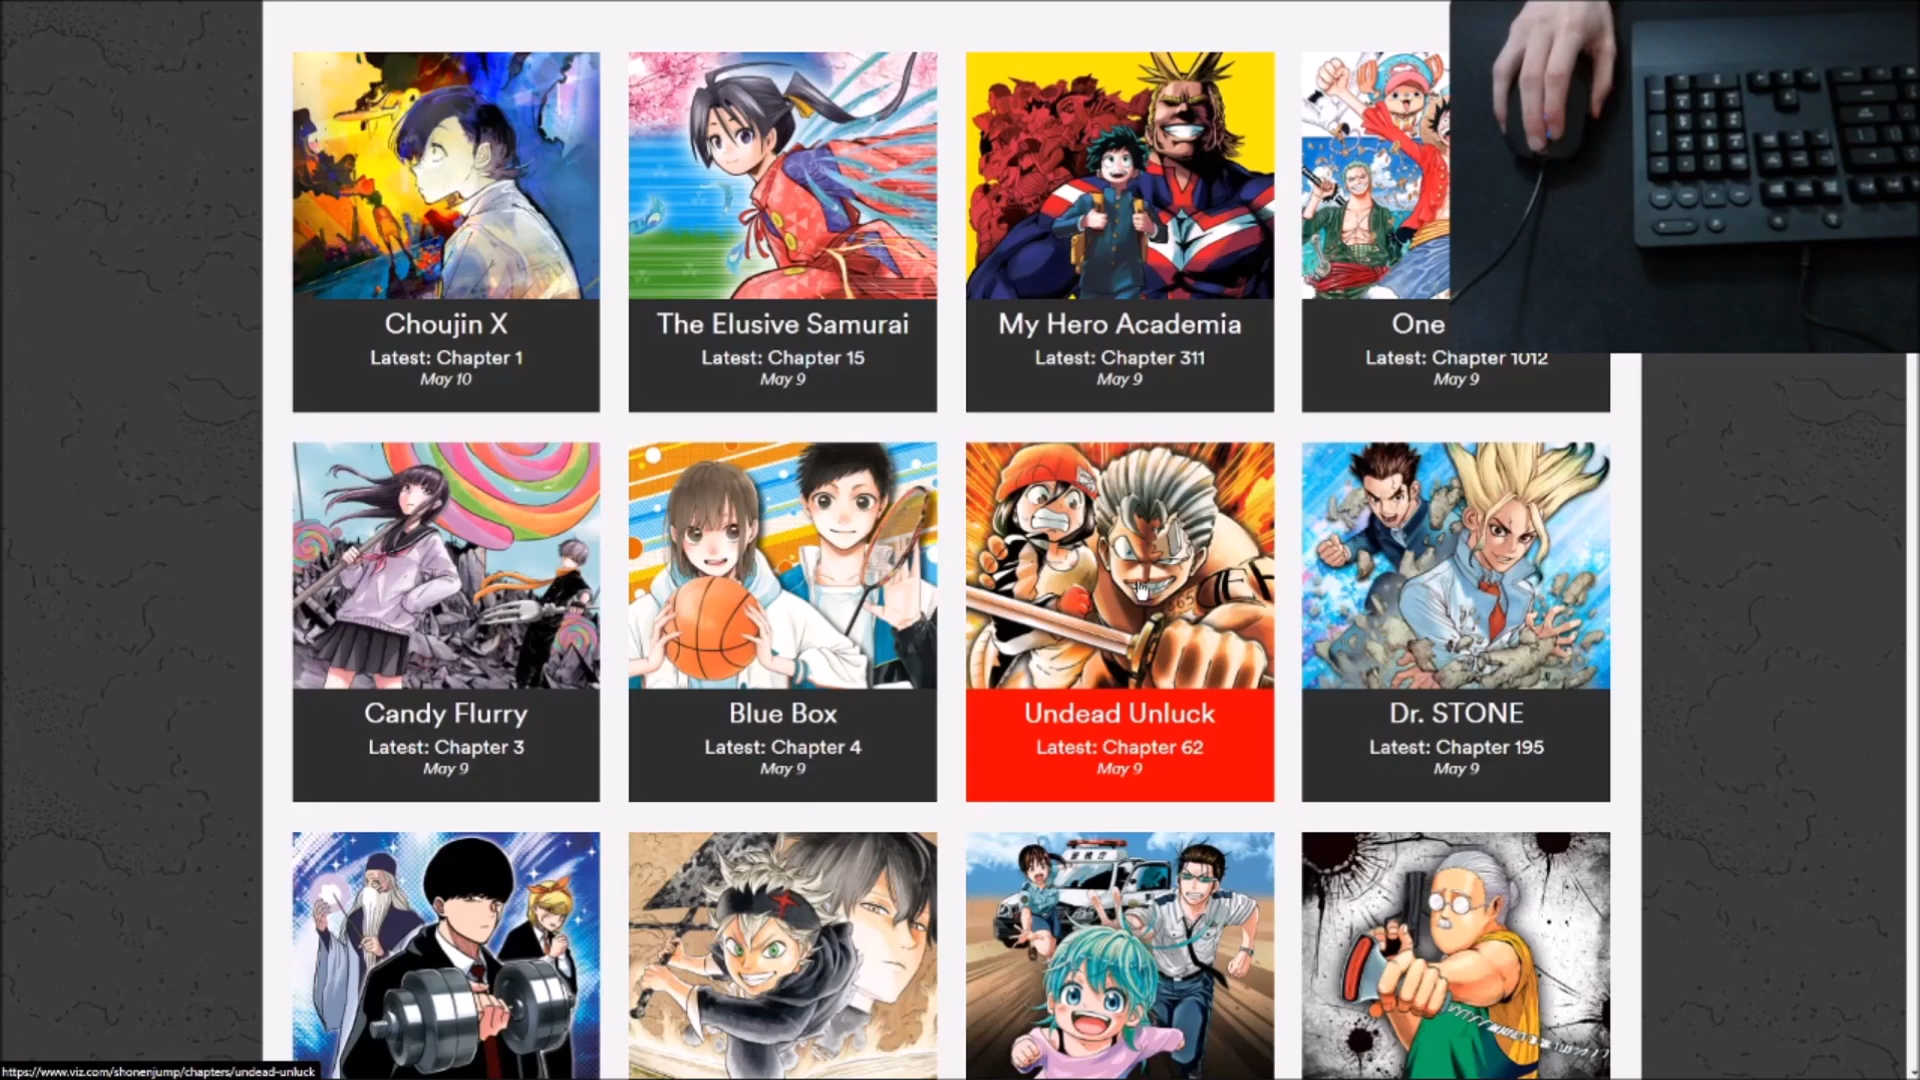 Choujin X
Latest: Chapter 1
May 10
The Elusive Samurai
Latest: Chapter 15
May 9
My Hero Academia
Latest: Chapter 311
May 9
One
Latest: Chapter 1012
May 9
Candy Flurry
Latest: Chapter 3
May 9
Blue Box
Latest: Chapter 4
May 9
Undead Unluck
Latest: Chapter 62
May 9
Dr. STONE
Latest: Chapter 195
May 9
https://www.viz.com/shonenjump/chapters/undead-unluck